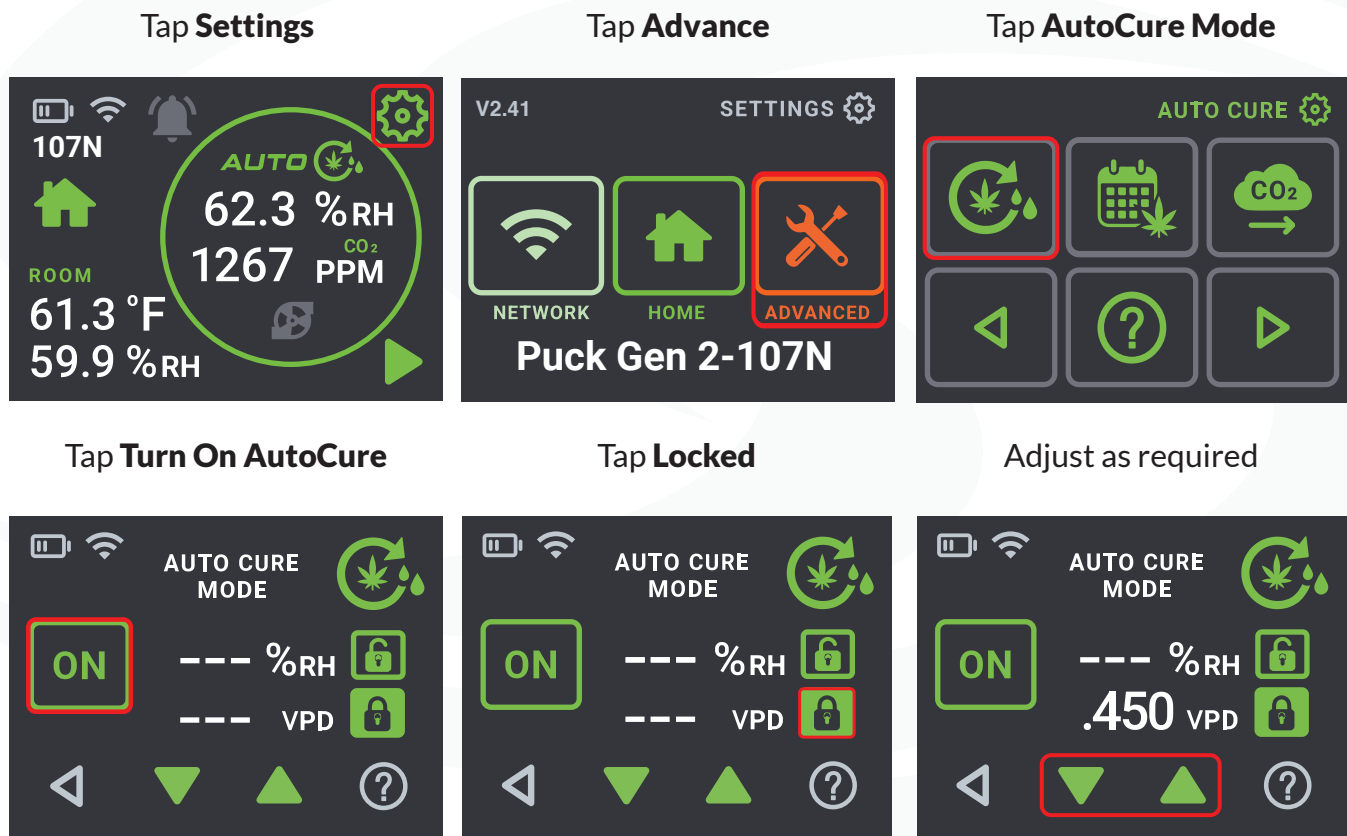 Tap Settings
Tap Advance
Tap AutoCure Mode
107N
AUTO
62.3 %RH
1267 CO2 PPM
ROOM
61.3 °F
59.9 %RH
V2.41
SETTINGS
NETWORK
HOME
ADVANCED
Puck Gen 2-107N
AUTO CURE
CO2
?
Tap Turn On AutoCure
Tap Locked
Adjust as required
AUTO CURE
MODE
ON
--- %RH
--- VPD
?
AUTO CURE
MODE
ON
--- %RH
--- VPD
?
AUTO CURE
MODE
ON
--- %RH
.450 VPD
?